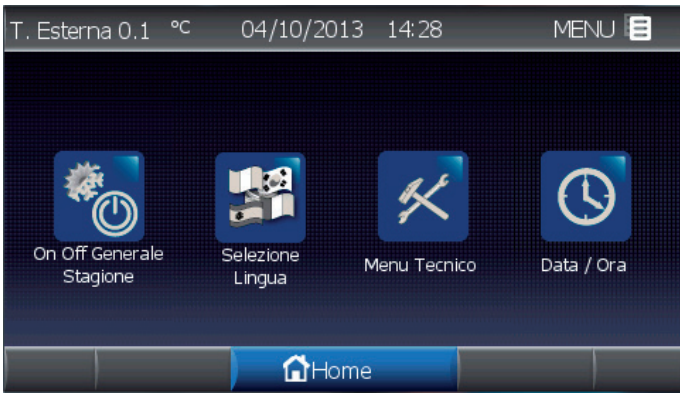 T. Esterna 0.1 °C 04/10/2013 14:28 MENU
On Off Generale
Stagione
Selezione
Lingua
Menu Tecnico
Data / Ora
Home